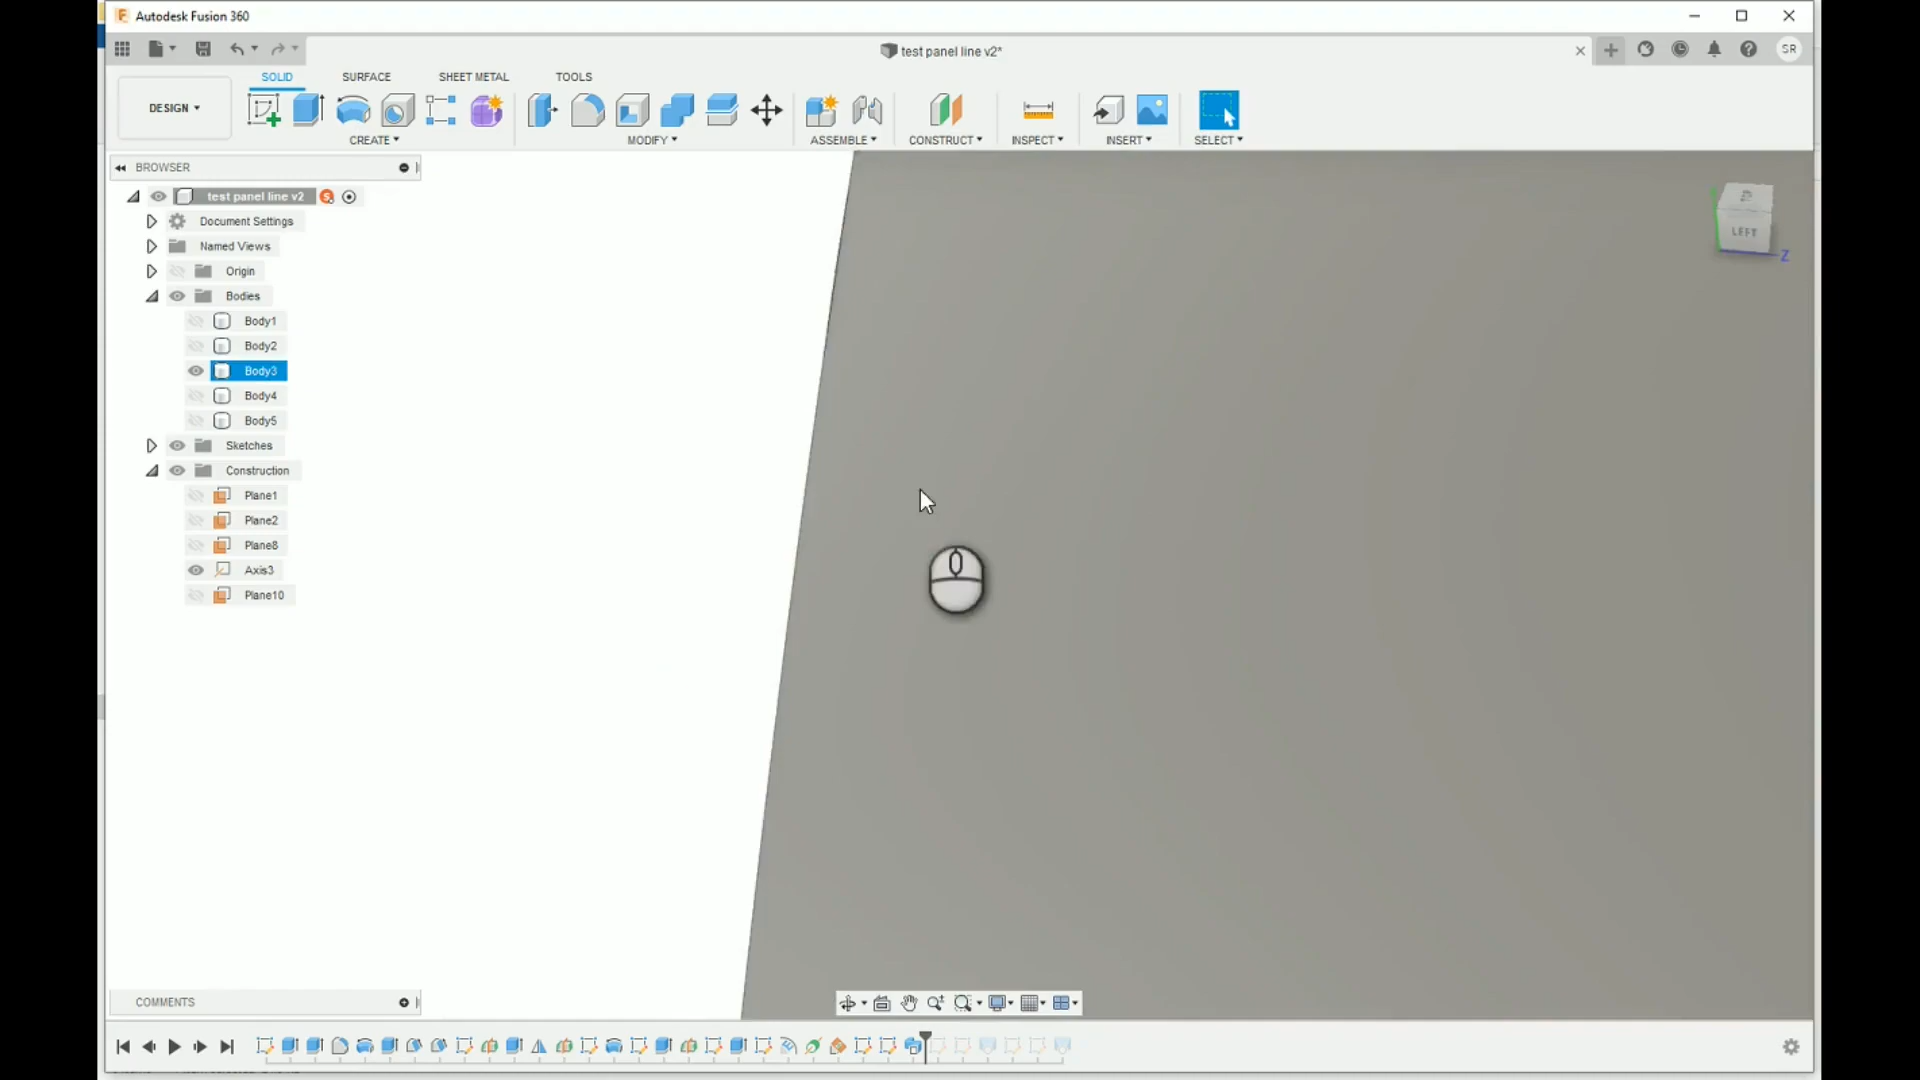 Autodesk Fusion 360
test panel line v2*
SR
DESIGN
SOLID
SURFACE
SHEET METAL
TOOLS
CREATE
MODIFY
ASSEMBLE
CONSTRUCT
INSPECT
INSERT
SELECT
BROWSER
test panel line v2
Document Settings
Named Views
Origin
Bodies
Body1
Body2
Body3
Body4
Body5
Sketches
Construction
Plane1
Plane2
Plane8
Axis3
Plane10
LEFT
Z
COMMENTS